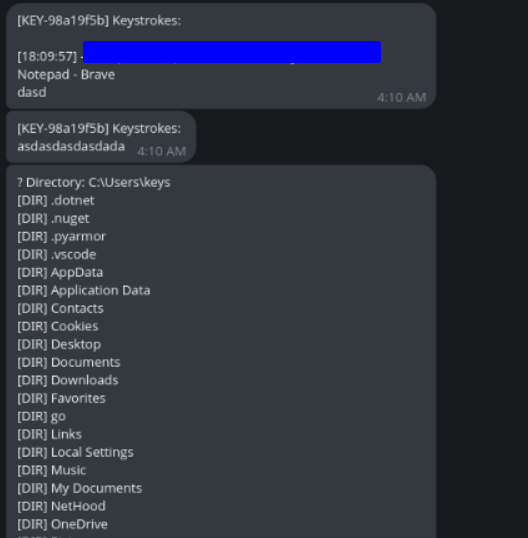 [KEY-98a19f5b] Keystrokes:
[18:09:57] -
Notepad - Brave
dasd
4:10 AM
[KEY-98a19f5b] Keystrokes:
asdasdasdasdada 4:10 AM
? Directory: C:\Users\keys
[DIR] .dotnet
[DIR] .nuget
[DIR] .pyarmor
[DIR] .vscode
[DIR] AppData
[DIR] Application Data
[DIR] Contacts
[DIR] Cookies
[DIR] Desktop
[DIR] Documents
[DIR] Downloads
[DIR] Favorites
[DIR] go
[DIR] Links
[DIR] Local Settings
[DIR] Music
[DIR] My Documents
[DIR] NetHood
[DIR] OneDrive